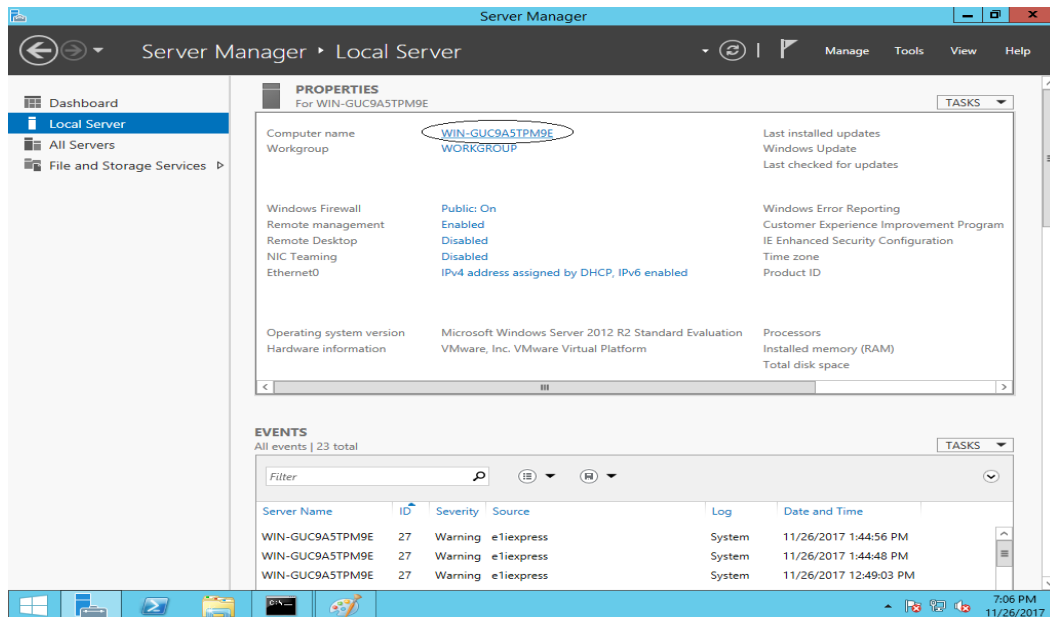 Server Manager
Server Manager • Local Server
Manage Tools View Help
Dashboard
Local Server
All Servers
File and Storage Services
PROPERTIES
For WIN-GUC9A5TPM9E
TASKS
Computer name WIN-GUC9A5TPM9E Last installed updates
Workgroup WORKGROUP Windows Update
Last checked for updates
Windows Firewall Public: On Windows Error Reporting
Remote management Enabled Customer Experience Improvement Program
Remote Desktop Disabled IE Enhanced Security Configuration
NIC Teaming Disabled Time zone
Ethernet0 IPv4 address assigned by DHCP, IPv6 enabled Product ID
Operating system version Microsoft Windows Server 2012 R2 Standard Evaluation Processors
Hardware information VMware, Inc. VMware Virtual Platform Installed memory (RAM)
Total disk space
EVENTS
All events | 23 total
TASKS
Filter
Server Name ID Severity Source Log Date and Time
WIN-GUC9A5TPM9E 27 Warning e1iexpress System 11/26/2017 1:44:56 PM
WIN-GUC9A5TPM9E 27 Warning e1iexpress System 11/26/2017 1:44:48 PM
WIN-GUC9A5TPM9E 27 Warning e1iexpress System 11/26/2017 12:49:03 PM
7:06 PM
11/26/2017